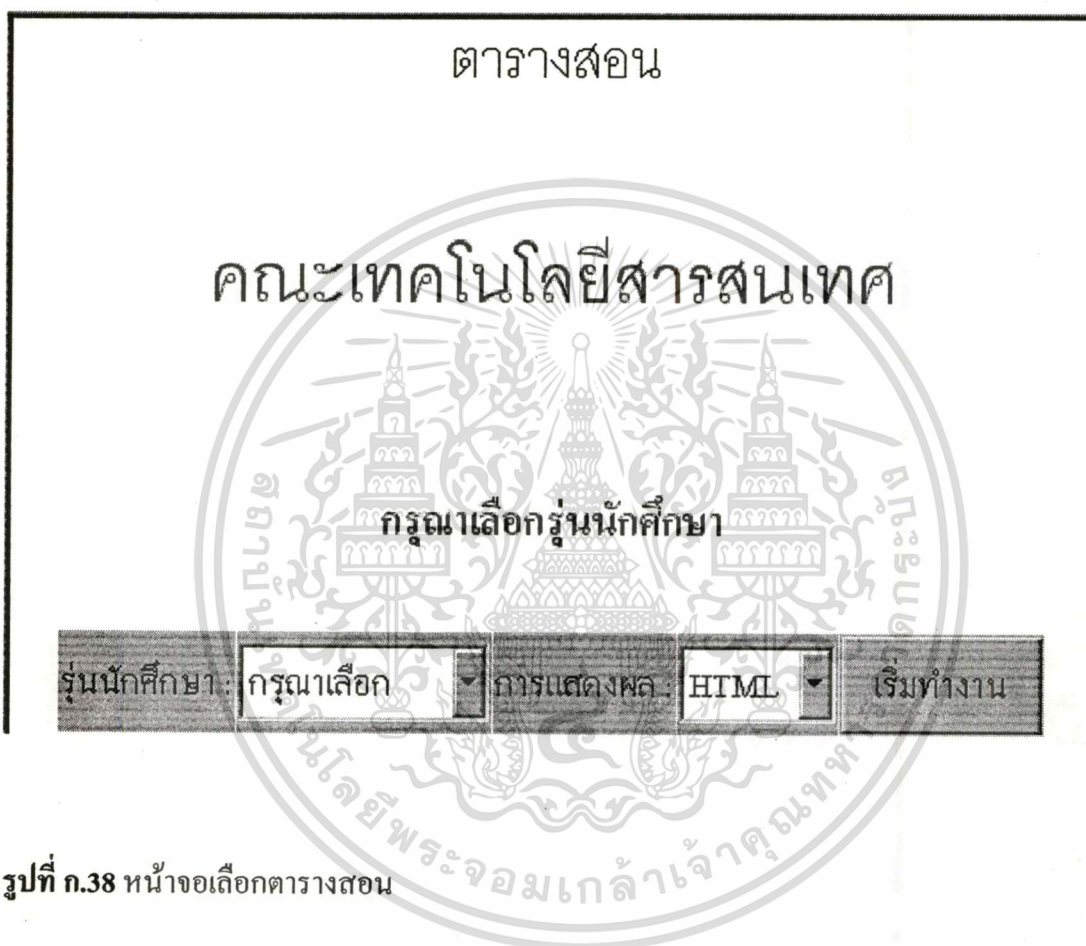 ตารางสอน
คณะเทคโนโลยีสารสนเทศ
กรุณาเลือกรุ่นนักศึกษา
รุ่นนักศึกษา : กรุณาเลือก การแสดงผล : HTML เริ่มทำงาน
รูปที่ ก.38 หน้าจอเลือกตารางสอน